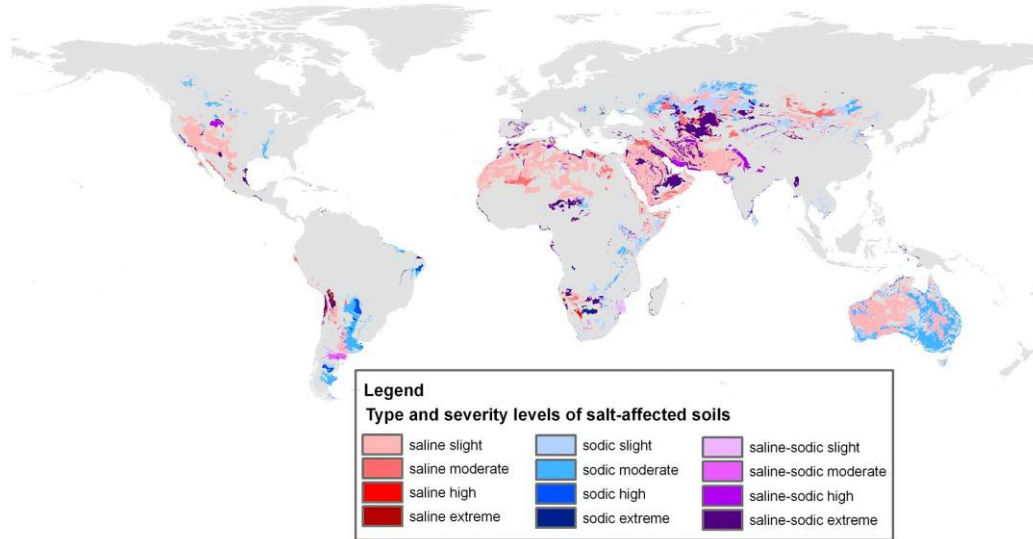 Legend
Type and severity levels of salt-affected soils
saline slight
saline moderate
saline high
saline extreme
sodic slight
sodic moderate
sodic high
sodic extreme
saline-sodic slight
saline-sodic moderate
saline-sodic high
saline-sodic extreme